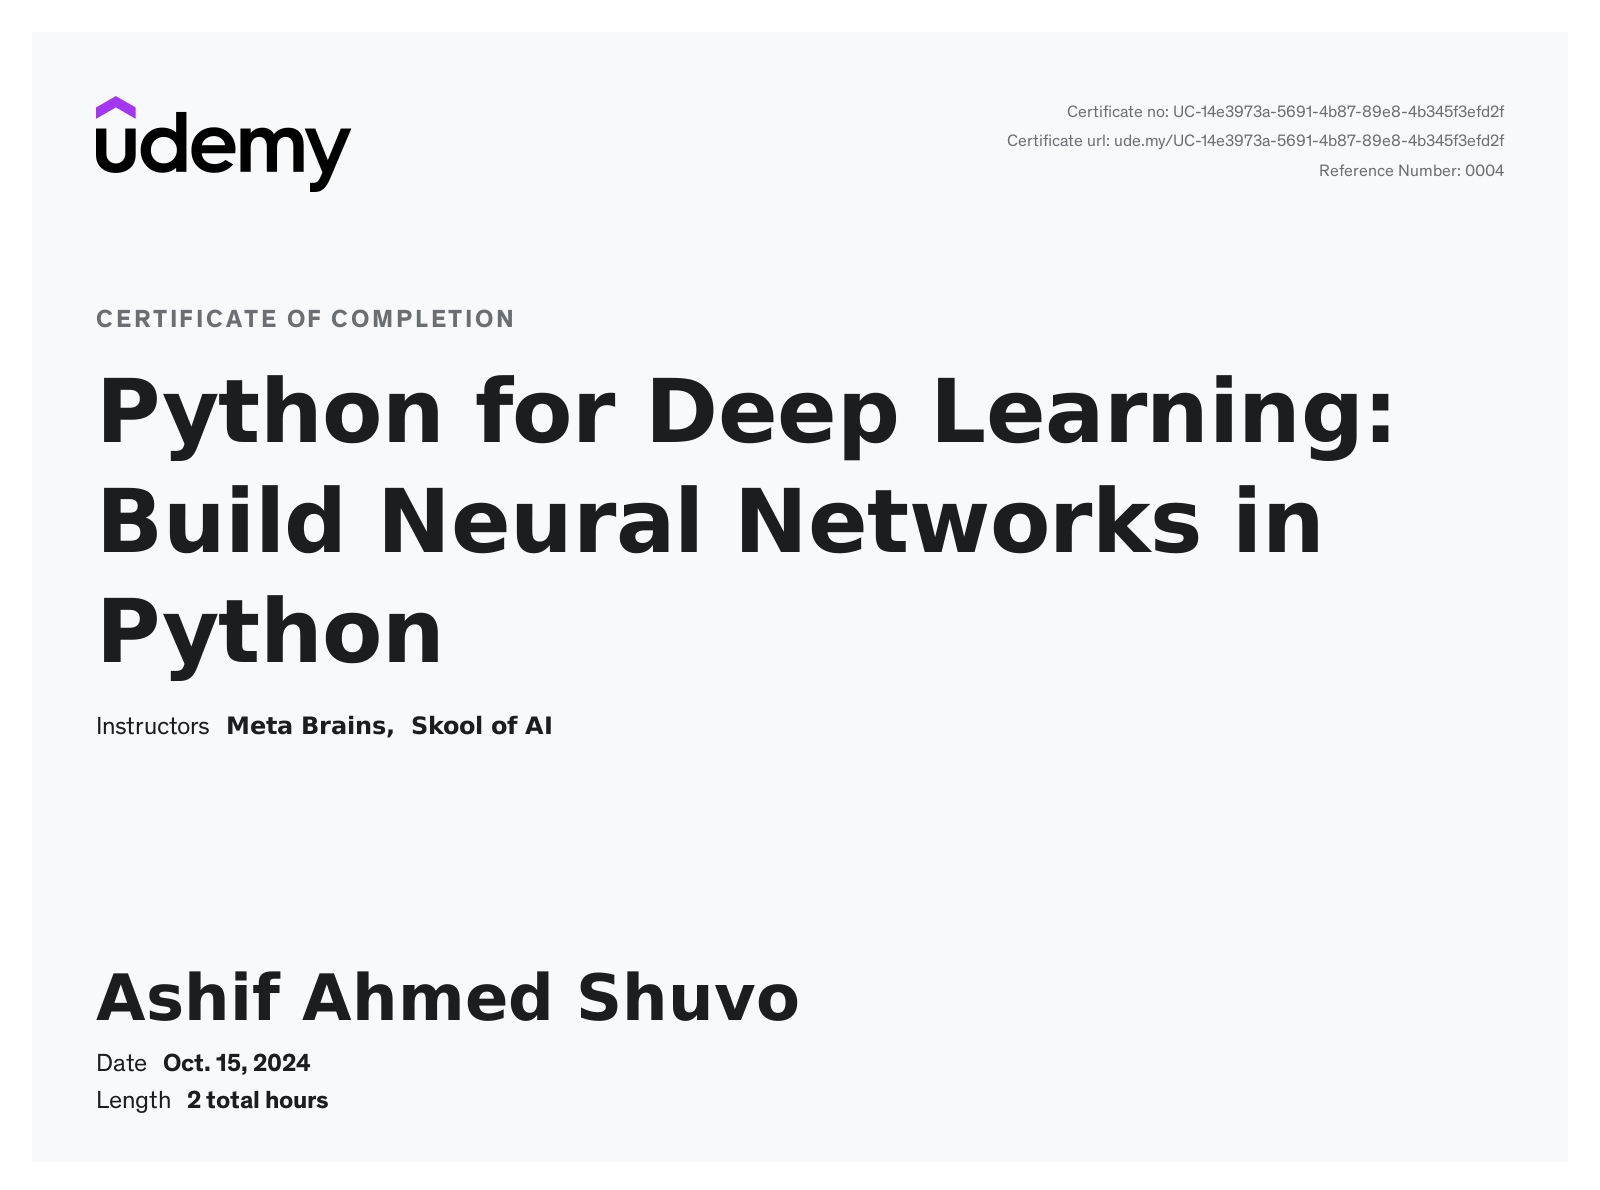 udemy
Certificate no: UC-14e3973a-5691-4b87-89e8-4b345f3efd2f
Certificate url: ude.my/UC-14e3973a-5691-4b87-89e8-4b345f3efd2f
Reference Number: 0004
CERTIFICATE OF COMPLETION
Python for Deep Learning:
Build Neural Networks in
Python
Instructors Meta Brains, Skool of AI
Ashif Ahmed Shuvo
Date Oct. 15, 2024
Length 2 total hours